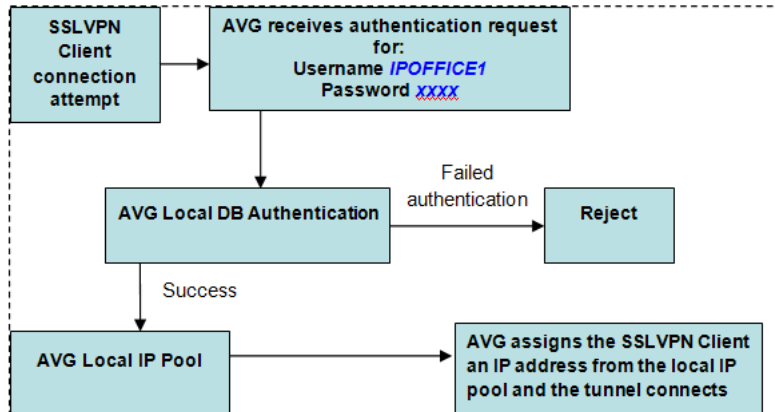 SSLVPN
Client
connection
attempt
AVG receives authentication request
for:
Username IPOFFICE1
Password xxxx
AVG Local DB Authentication
Failed
authentication
Reject
Success
AVG Local IP Pool
AVG assigns the SSLVPN Client
an IP address from the local IP
pool and the tunnel connects